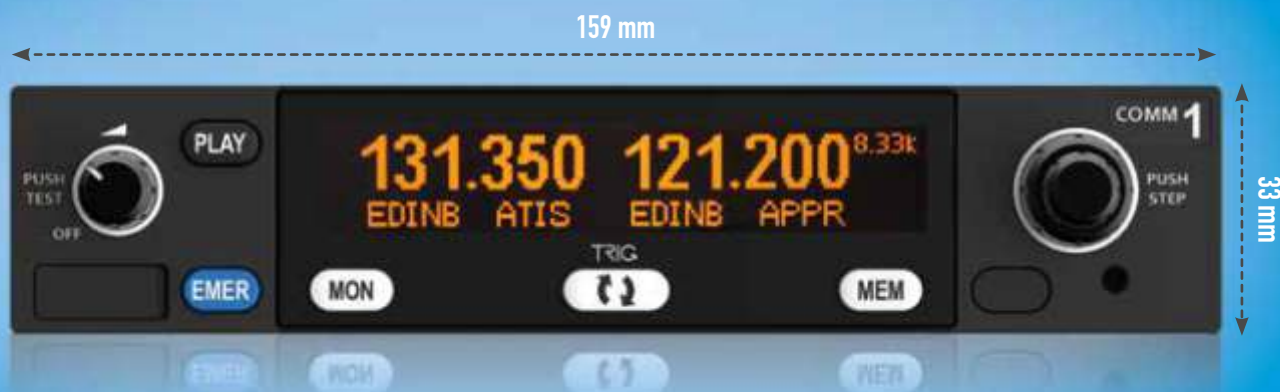 159 mm
COMM 1
PLAY
131.350 121.200 8.33k
PUSH
TEST
PUSH
STEP
33 mm
EDINB ATIS EDINB APPR
OFF
TRIG
EMER
MON
MEM